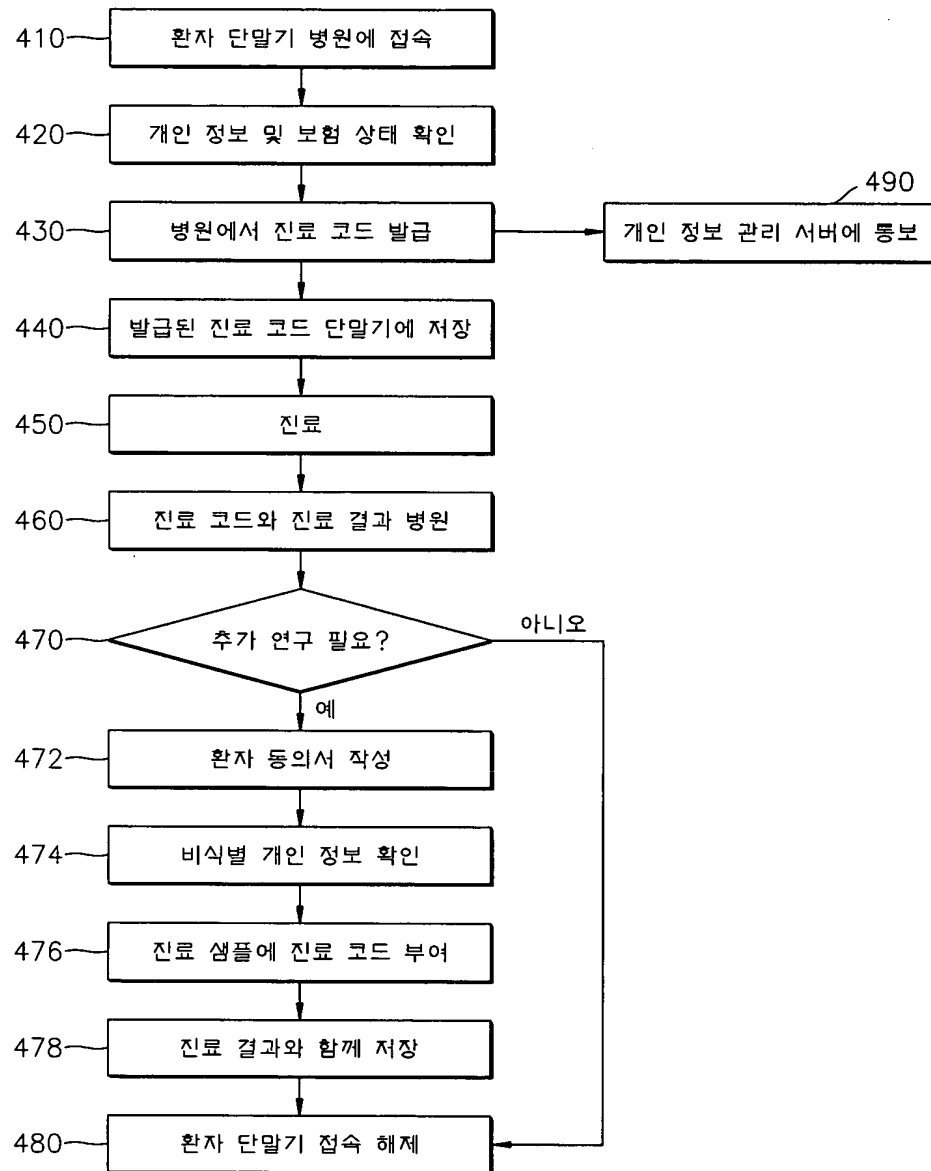 410 환자 단말기 병원에 접속
420 개인 정보 및 보험 상태 확인
490
430 병원에서 진료 코드 발급 개인 정보 관리 서버에 통보
440 발급된 진료 코드 단말기에 저장
450 진료
460 진료 코드와 진료 결과 병원
470 추가 연구 필요? 아니오
예
472 환자 동의서 작성
474 비식별 개인 정보 확인
476 진료 샘플에 진료 코드 부여
478 진료 결과와 함께 저장
480 환자 단말기 접속 해제